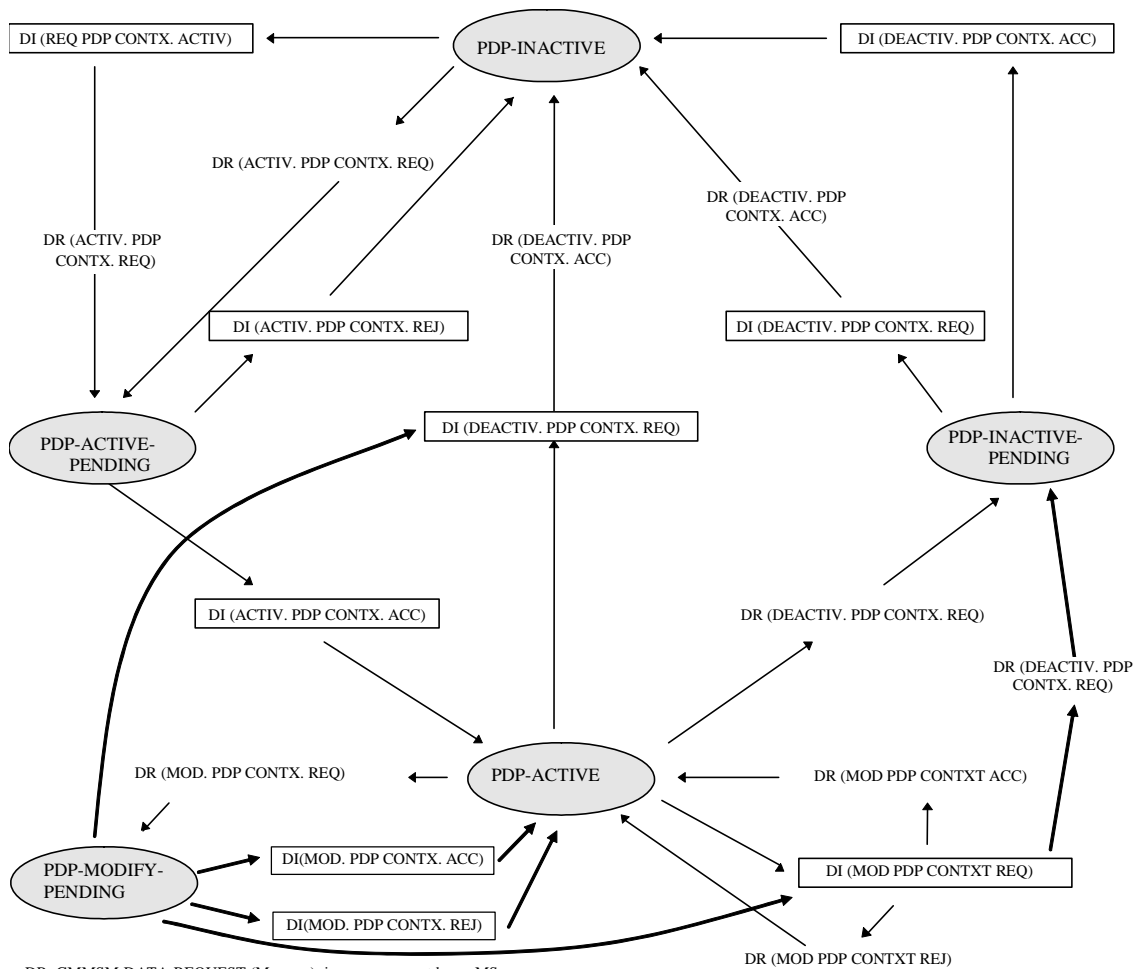 DI (REQ PDP CONTX. ACTIV)
PDP-INACTIVE
DI (DEACTIV. PDP CONTX. ACC)
DR (ACTIV. PDP CONTX. REQ)
DR (DEACTIV. PDP
CONTX. ACC)
DR (ACTIV. PDP
CONTX. REQ)
DR (DEACTIV. PDP
CONTX. ACC)
DI (ACTIV. PDP CONTX. REJ)
DI (DEACTIV. PDP CONTX. REQ)
PDP-ACTIVE-
PENDING
DI (DEACTIV. PDP CONTX. REQ)
PDP-INACTIVE-
PENDING
DI (ACTIV. PDP CONTX. ACC)
DR (DEACTIV. PDP CONTX. REQ)
DR (DEACTIV. PDP
CONTX. REQ)
DR (MOD. PDP CONTX. REQ)
PDP-ACTIVE
DR (MOD PDP CONTXT ACC)
PDP-MODIFY-
PENDING
DI(MOD. PDP CONTX. ACC)
DI (MOD PDP CONTXT REQ)
DI(MOD. PDP CONTX. REJ)
DR (MOD PDP CONTXT REJ)